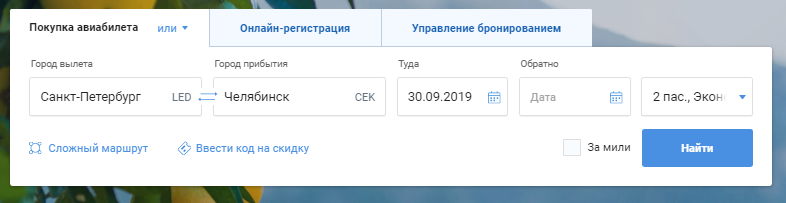 Покупка авиабилета или Онлайн-регистрация Управление бронированием
Город вылета Город прибытия Туда Обратно
Санкт-Петербург LED Челябинск CEK 30.09.2019 Дата 2 пас., Экон
Сложный маршрут Ввести код на скидку За мили Найти